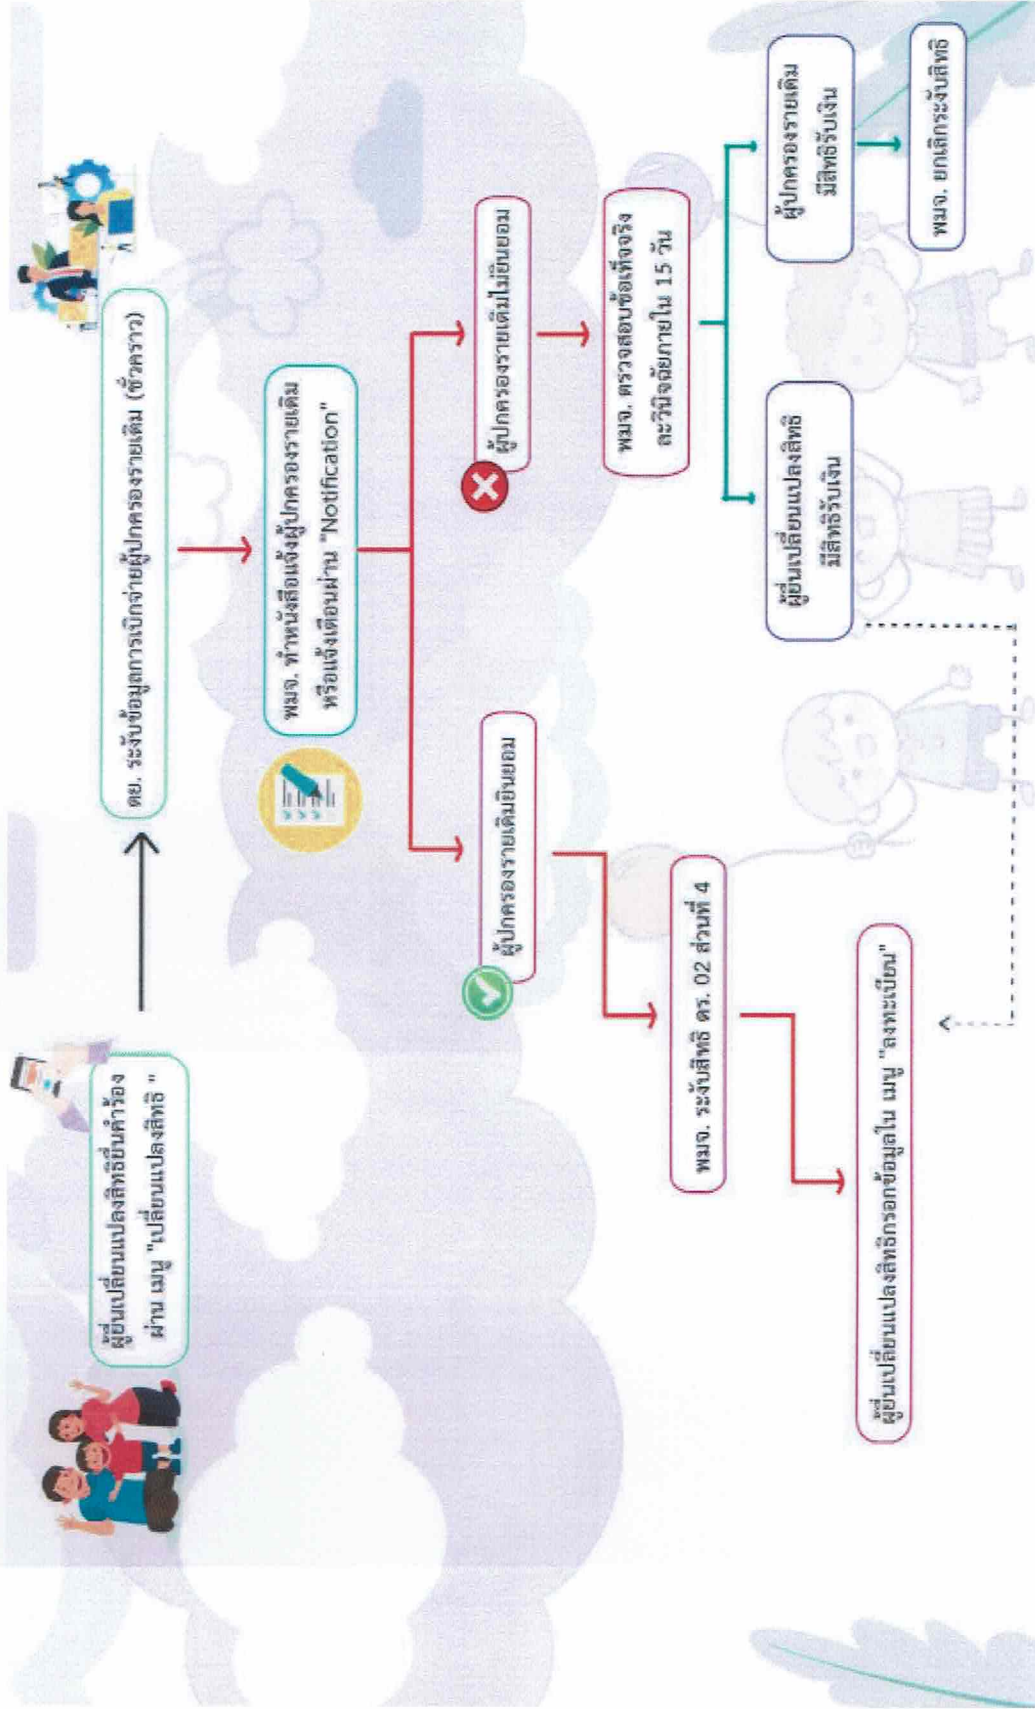 ผู้ยื่นเปลี่ยนแปลงสิทธิยื่นคำร้อง
ผ่าน เมนู "เปลี่ยนแปลงสิทธิ "
ดย. ระงับข้อมูลการเบิกจ่ายผู้ปกครองรายเดิม (ชั่วคราว)
พมจ. ทำหนังสือแจ้งผู้ปกครองรายเดิม
หรือแจ้งเตือนผ่าน "Notification"
ผู้ปกครองรายเดิมยินยอม
ผู้ปกครองรายเดิมไม่ยินยอม
พมจ. ระงับสิทธิ ดร. 02 ส่วนที่ 4
พมจ. ตรวจสอบข้อเท็จจริง
ละวินิจฉัยภายใน 15 วัน
ผู้ยื่นเปลี่ยนแปลงสิทธิ
มีสิทธิรับเงิน
ผู้ปกครองรายเดิม
มีสิทธิรับเงิน
ผู้ยื่นเปลี่ยนแปลงสิทธิกรอกข้อมูลใน เมนู "ลงทะเบียน"
พมจ. ยกเลิกระงับสิทธิ